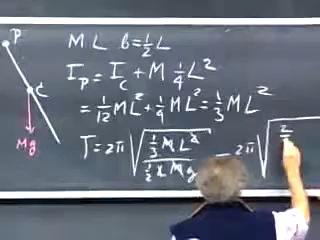 P
C
Mg
M L b = 1/2 L
I_P = I_C + M 1/4 L²
= 1/12 ML² + 1/4 ML² = 1/3 ML²
T = 2π √(1/3 M L² / 1/2 L M g) = 2π √(2/3